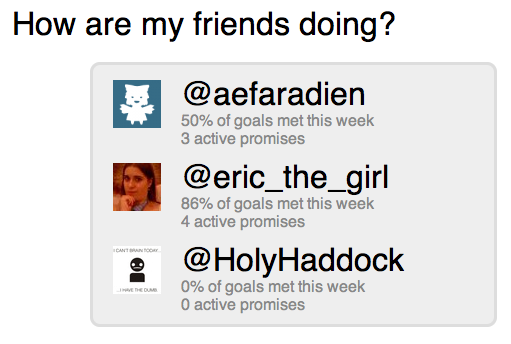 How are my friends doing?
@aefaradien
50% of goals met this week
3 active promises
@eric_the_girl
86% of goals met this week
4 active promises
I CAN'T BRAIN TODAY..
@HolyHaddock
0% of goals met this week
..I HAVE THE DUMB.
0 active promises